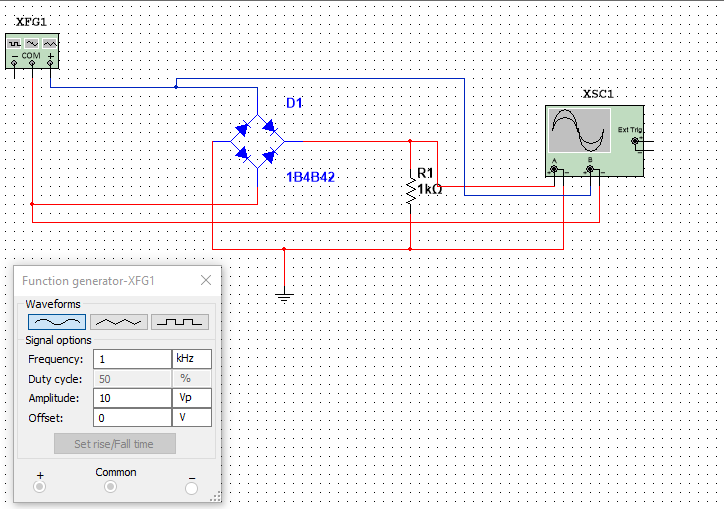 XFG1
COM
XSC1
D1
Ext Trig
A
B
R1
1kΩ
1B4B42
Function generator-XFG1
Waveforms
Signal options
Frequency: 1 kHz
Duty cycle: 50 %
Amplitude: 10 Vp
Offset: 0 V
Set rise/Fall time
+ Common −